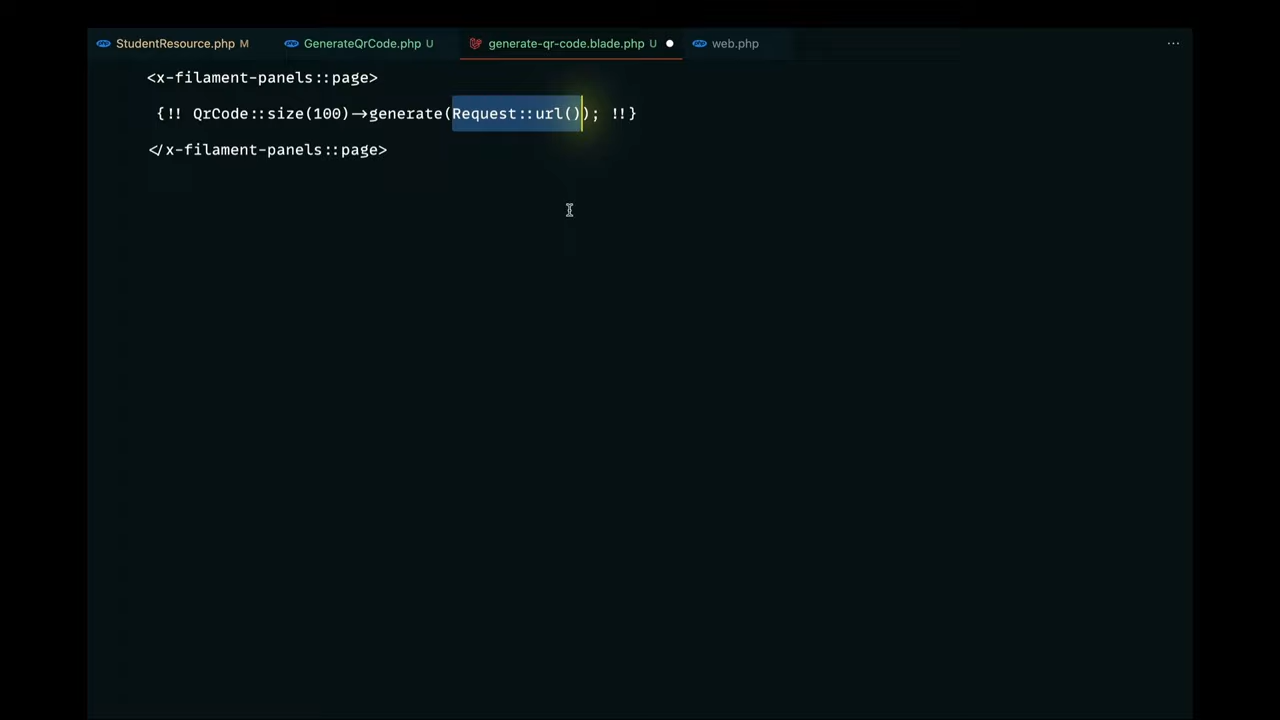 StudentResource.php M GenerateQrCode.php U generate-qr-code.blade.php U web.php ...
<x-filament-panels::page>
{!! QrCode::size(100)->generate(Request::url()); !!}
</x-filament-panels::page>